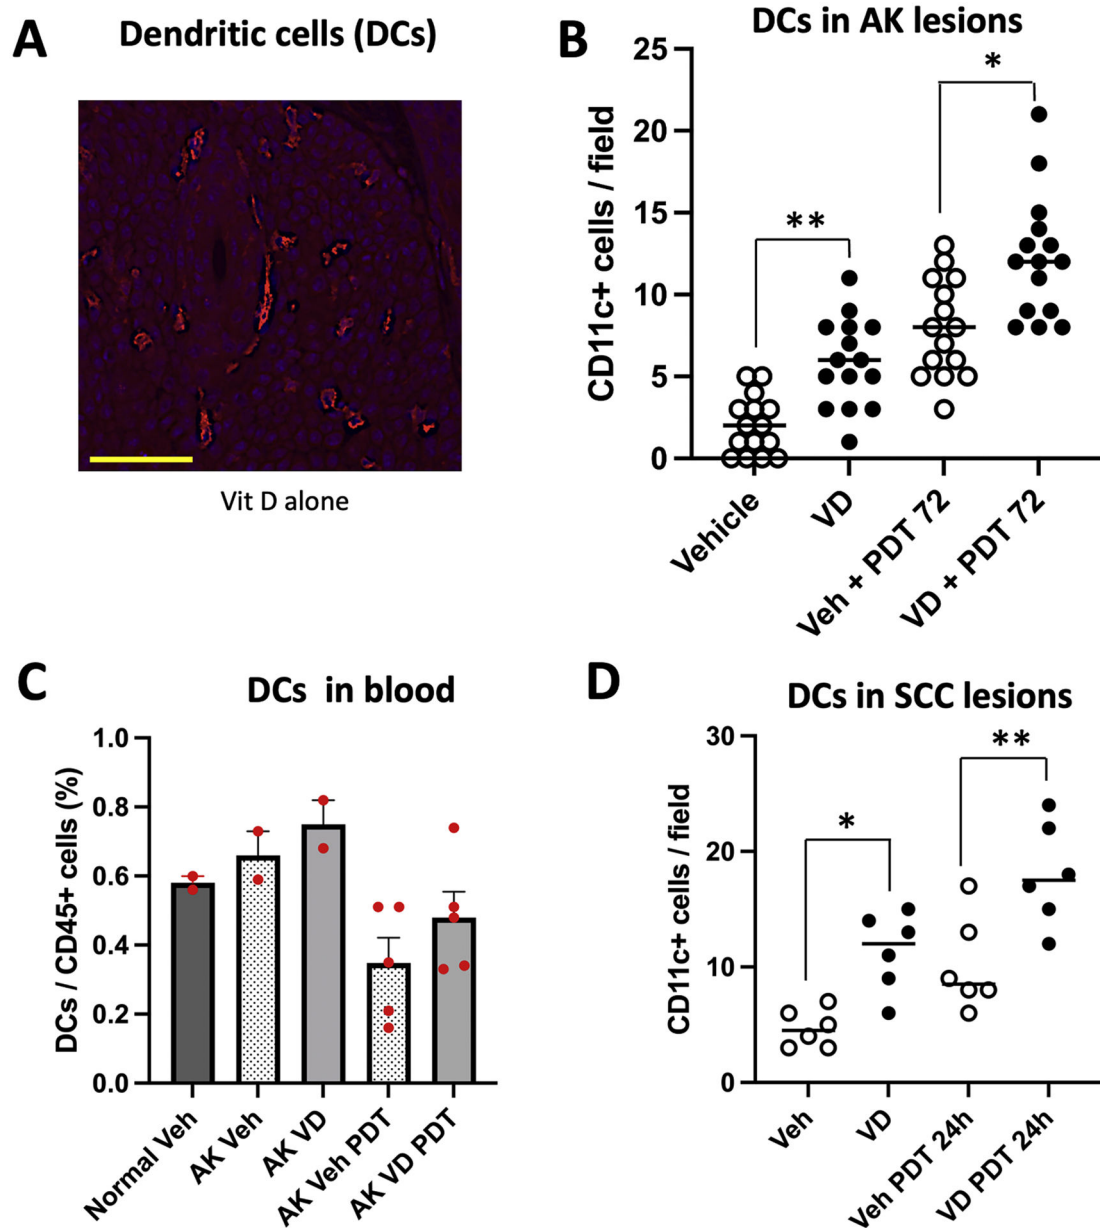 A
Dendritic cells (DCs)
Vit D alone
B
DCs in AK lesions
CD11c+ cells / field
25
20
15
10
5
0
*
**
Vehicle
VD
Veh + PDT 72
VD + PDT 72
C
DCs in blood
DCs / CD45+ cells (%)
1.0
0.8
0.6
0.4
0.2
0.0
Normal Veh
AK Veh
AK VD
AK Veh PDT
AK VD PDT
D
DCs in SCC lesions
CD11c+ cells / field
30
20
10
0
**
*
Veh
VD
Veh PDT 24h
VD PDT 24h